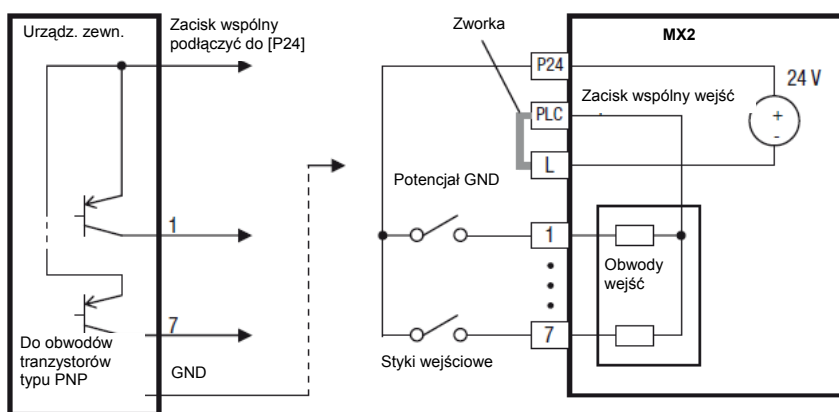 Urządz. zewn.
Zacisk wspólny
podłączyć do [P24]
1
7
Do obwodów
tranzystorów
typu PNP
GND
Zworka
MX2
P24
24 V
+
-
Zacisk wspólny wejść
PLC
L
Potencjał GND
1
Obwody
wejść
7
Styki wejściowe